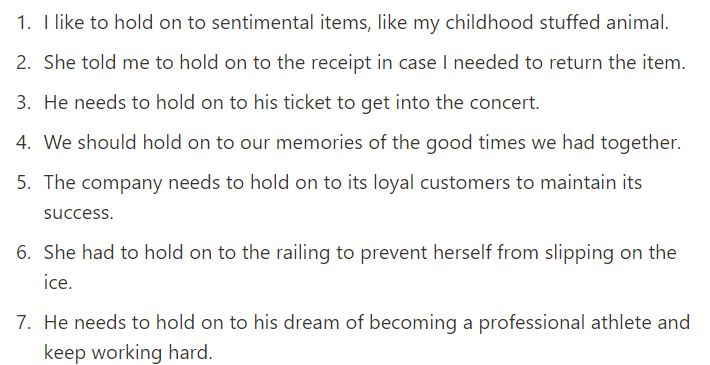 1. I like to hold on to sentimental items, like my childhood stuffed animal.
2. She told me to hold on to the receipt in case I needed to return the item.
3. He needs to hold on to his ticket to get into the concert.
4. We should hold on to our memories of the good times we had together.
5. The company needs to hold on to its loyal customers to maintain its
success.
6. She had to hold on to the railing to prevent herself from slipping on the
ice.
7. He needs to hold on to his dream of becoming a professional athlete and
keep working hard.